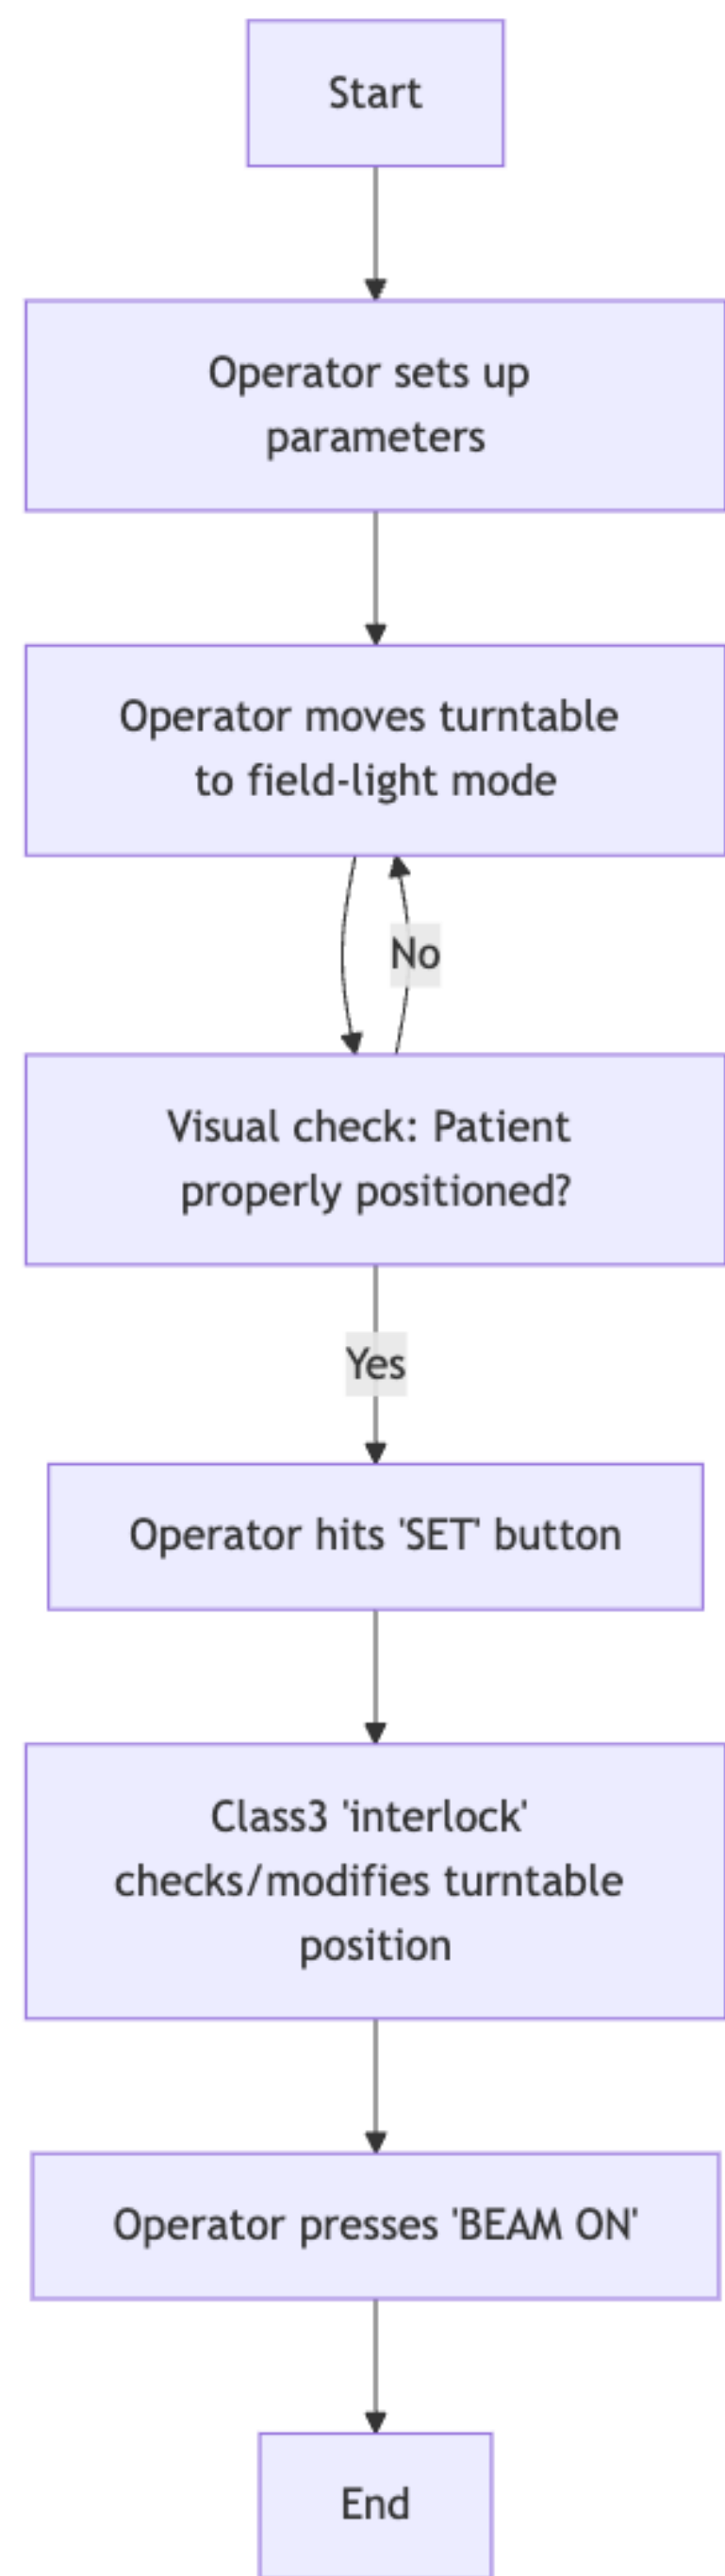 Start
Operator sets up
parameters
Operator moves turntable
to field-light mode
No
Visual check: Patient
properly positioned?
Yes
Operator hits 'SET' button
Class3 'interlock'
checks/modifies turntable
position
Operator presses 'BEAM ON'
End